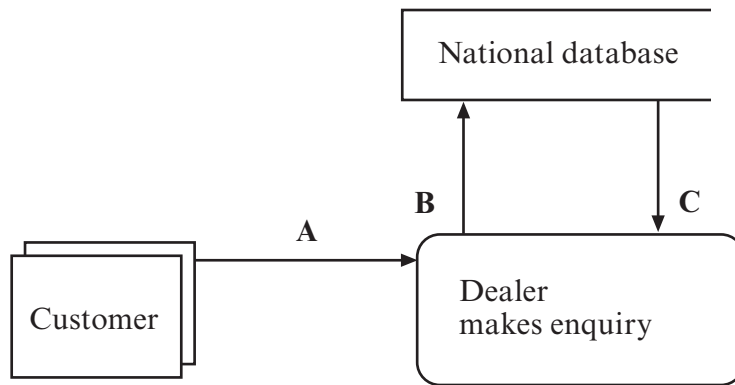 National database
B
C
A
Customer
Dealer
makes enquiry